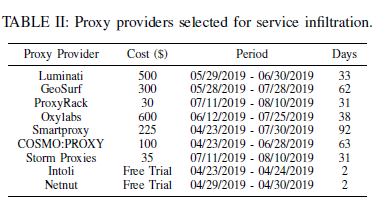 TABLE II: Proxy providers selected for service infiltration.
Proxy Provider Cost ($) Period Days
Luminati 500 05/29/2019 - 06/30/2019 33
GeoSurf 300 05/28/2019 - 07/28/2019 62
ProxyRack 30 07/11/2019 - 08/10/2019 31
Oxylabs 600 06/12/2019 - 07/25/2019 38
Smartproxy 225 04/23/2019 - 07/30/2019 92
COSMO:PROXY 100 04/23/2019 - 06/28/2019 63
Storm Proxies 35 07/11/2019 - 08/10/2019 31
Intoli Free Trial 04/23/2019 - 04/24/2019 2
Netnut Free Trial 04/29/2019 - 04/30/2019 2